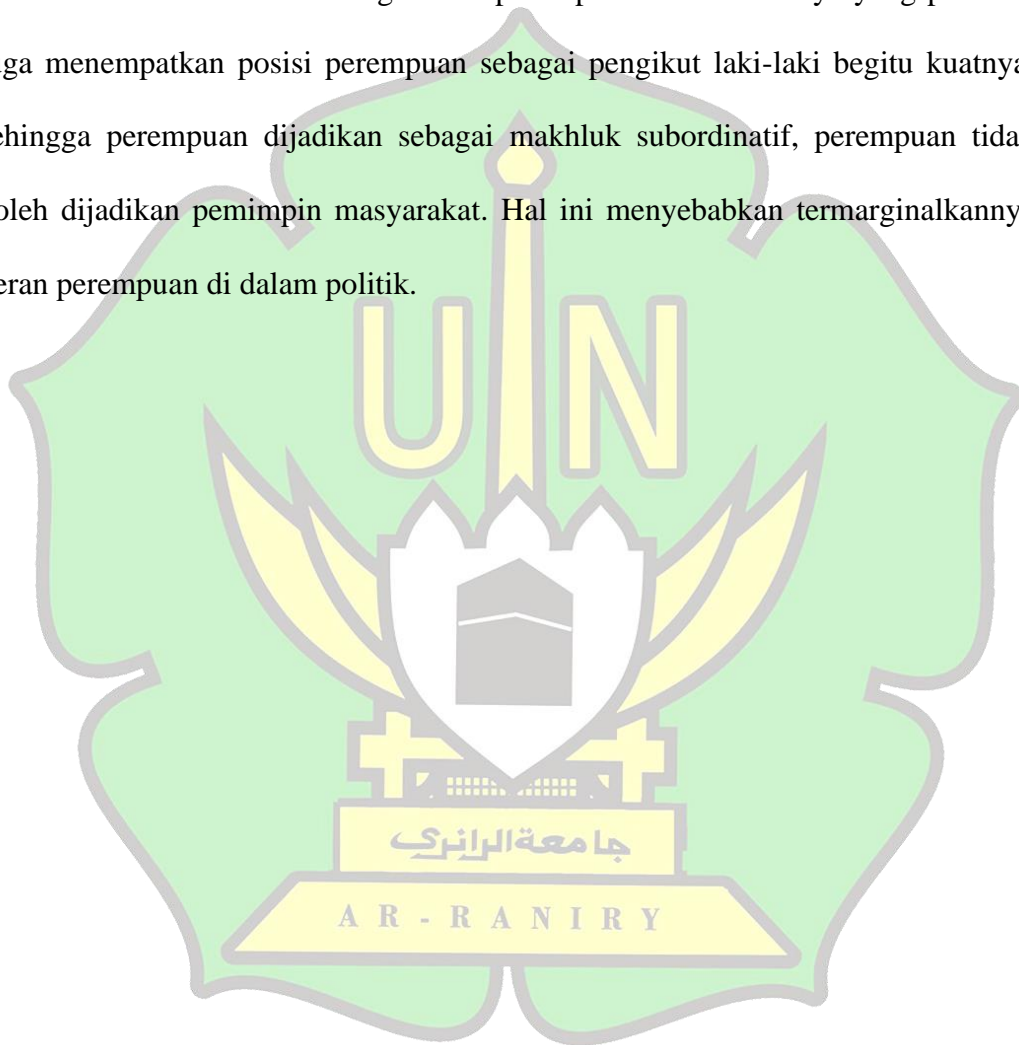 uga menempatkan posisi perempuan sebagai pengikut laki-laki begitu kuatnya
ehingga perempuan dijadikan sebagai makhluk subordinatif, perempuan tida
oleh dijadikan pemimpin masyarakat. Hal ini menyebabkan termarginalkanny
eran perempuan di dalam politik.
UIN
جامعة الرانري
AR-RANIRY